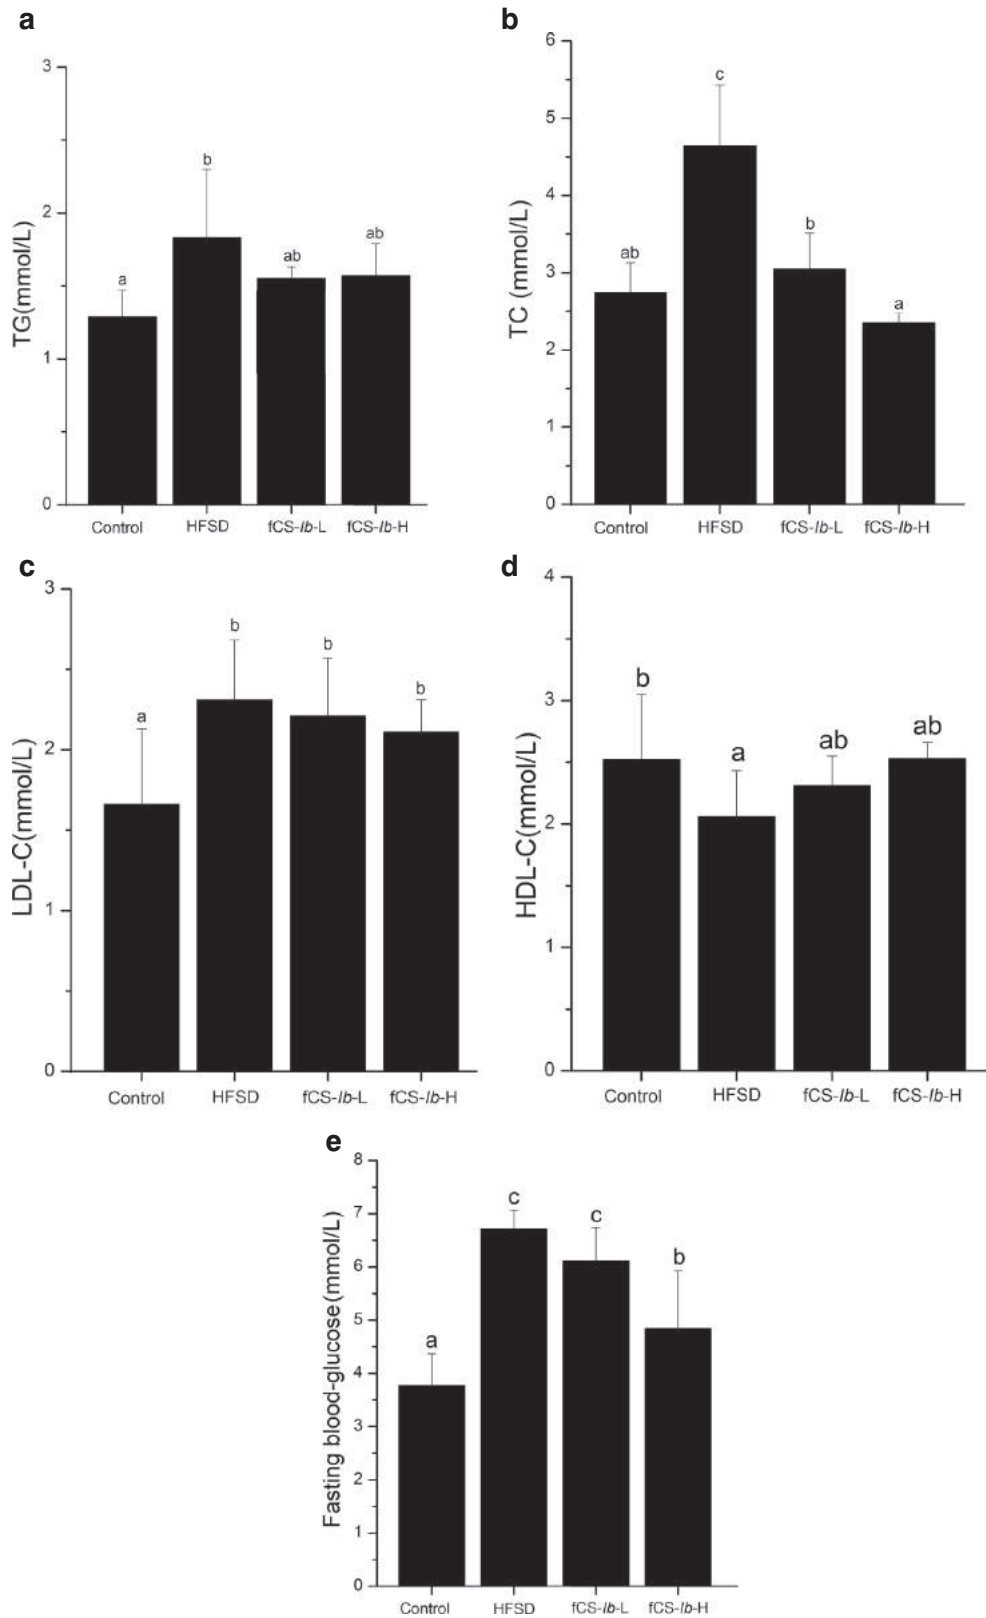 a
TG(mmol/L)
3
2
1
0
a
b
ab
ab
Control HFSD fCS-lb-L fCS-lb-H
b
TC (mmol/L)
6
5
4
3
2
1
0
ab
c
b
a
Control HFSD fCS-lb-L fCS-lb-H
c
LDL-C(mmol/L)
3
2
1
0
a
b
b
b
Control HFSD fCS-lb-L fCS-lb-H
d
HDL-C(mmol/L)
4
3
2
1
0
b
a
ab
ab
Control HFSD fCS-lb-L fCS-lb-H
e
Fasting blood-glucose(mmol/L)
8
7
6
5
4
3
2
1
0
a
c
c
b
Control HFSD fCS-lb-L fCS-lb-H